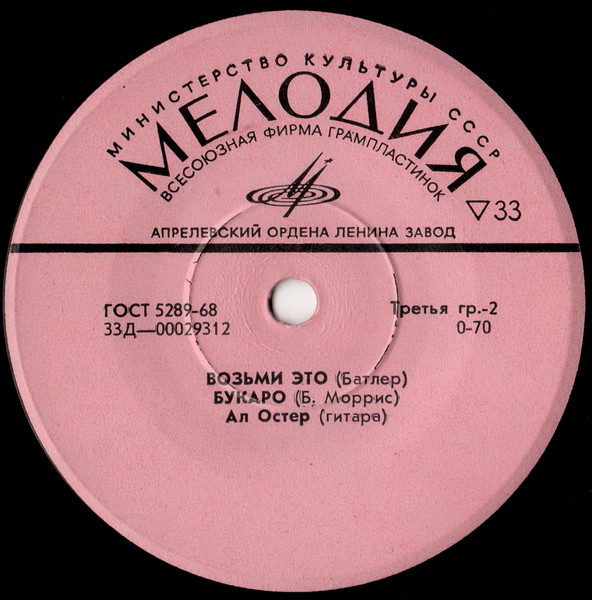 МИНИСТЕРСТВО КУЛЬТУРЫ СССР
МЕЛОДИЯ
ВСЕСОЮЗНАЯ ФИРМА ГРАМПЛАСТИНОК
▽33
АПРЕЛЕВСКИЙ ОРДЕНА ЛЕНИНА ЗАВОД
ГОСТ 5289-68 Третья гр.-2
33Д—00029312 0-70
ВОЗЬМИ ЭТО (Батлер)
БУКАРО (Б. Моррис)
Ал Остер (гитара)